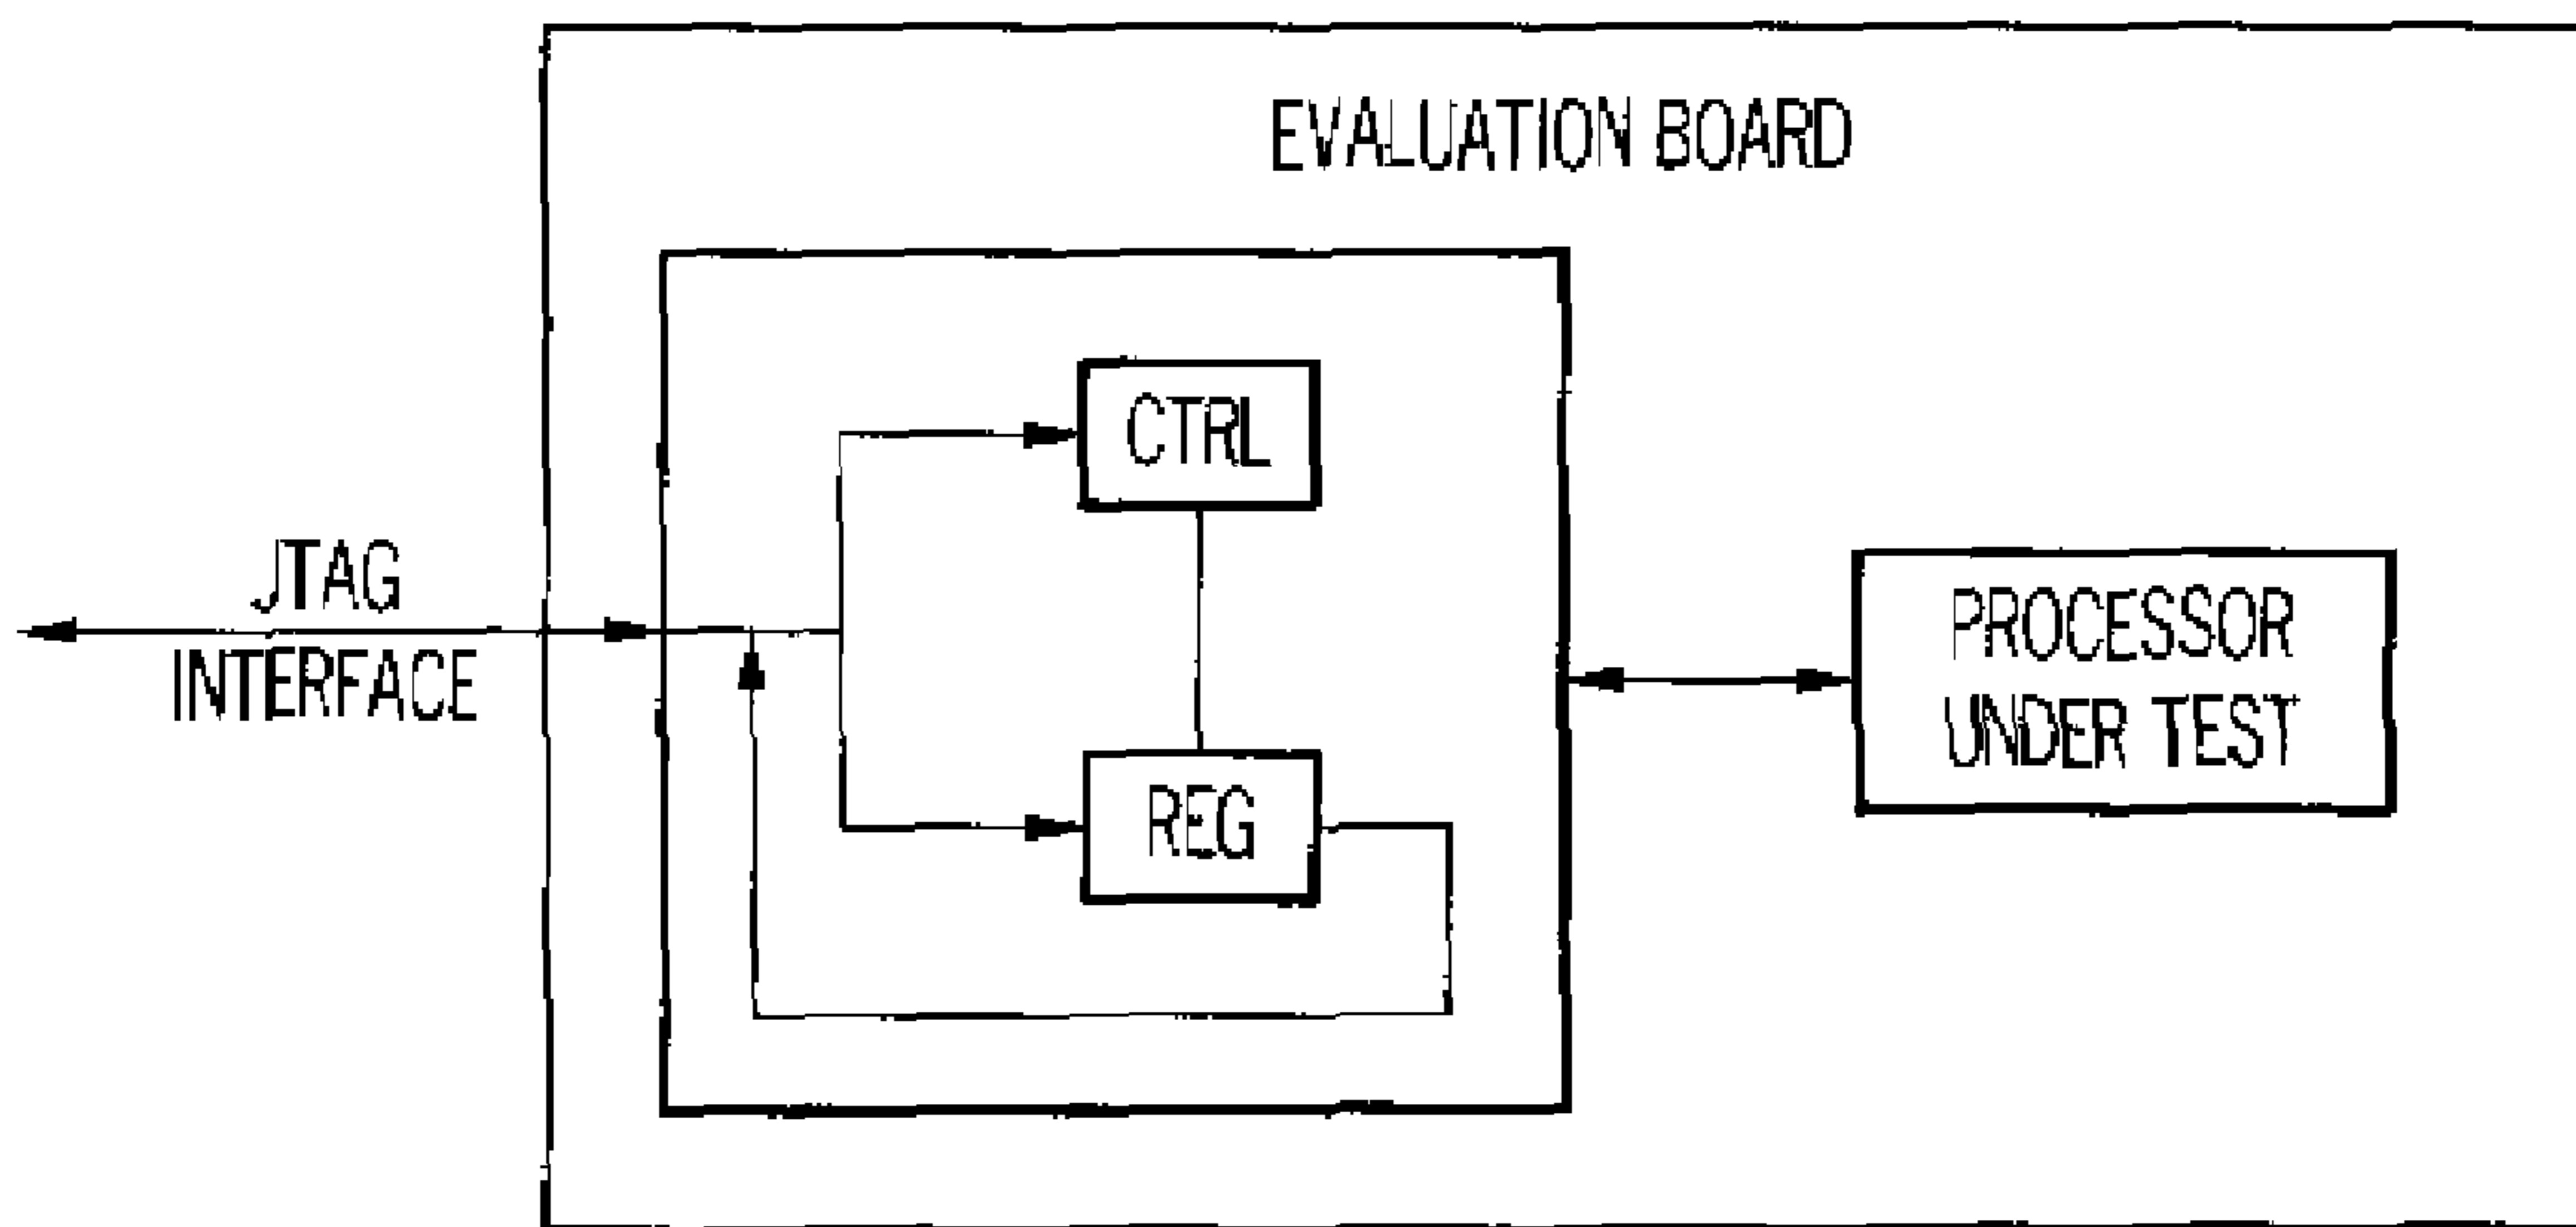 EVALUATION BOARD
CTRL
JTAG
INTERFACE
PROCESSOR
UNDER TEST
REG